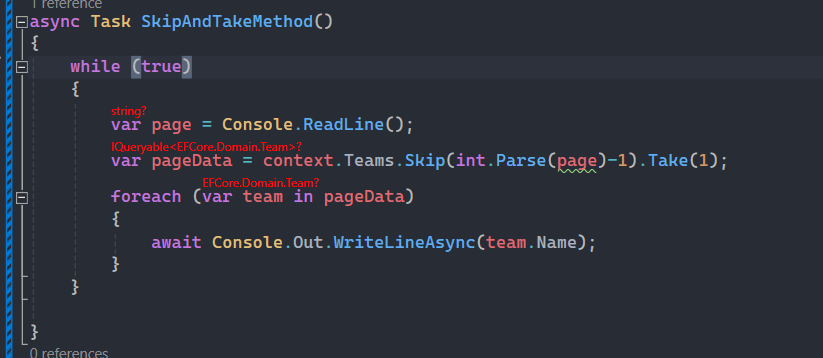 1 reference
async Task SkipAndTakeMethod()
{
while (true)
{
string?
var page = Console.ReadLine();
IQueryable<EFCore.Domain.Team>?
var pageData = context.Teams.Skip(int.Parse(page)-1).Take(1);
EFCore.Domain.Team?
foreach (var team in pageData)
{
await Console.Out.WriteLineAsync(team.Name);
}
}
}
0 references